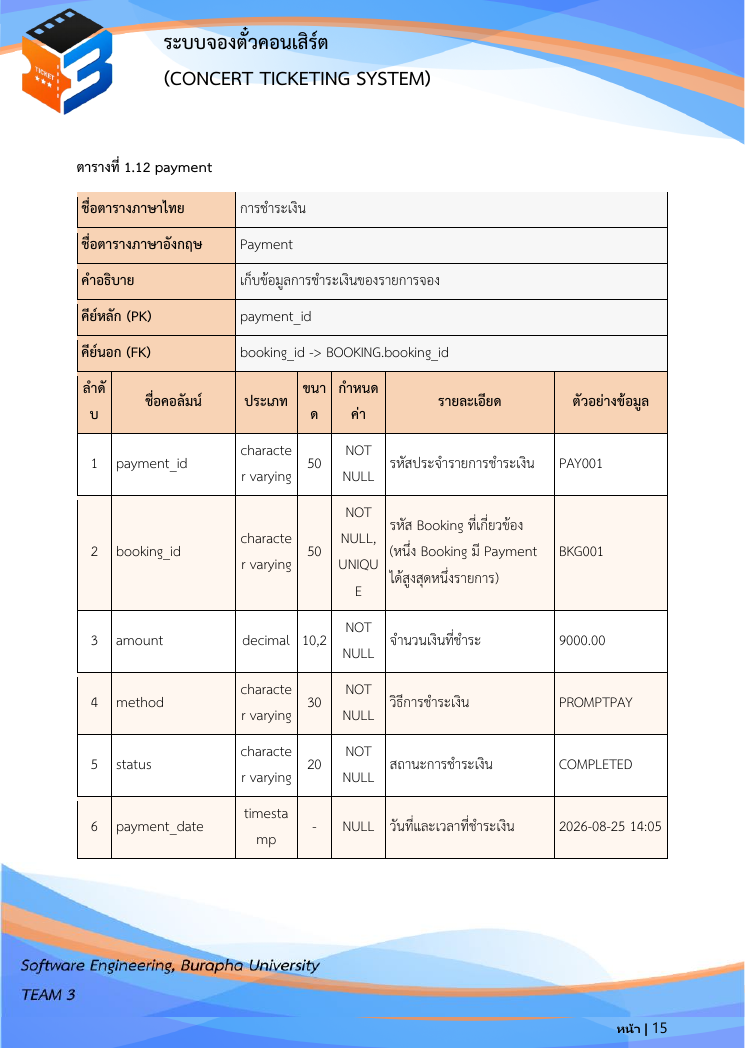 ระบบจองตั๋วคอนเสิร์ต
(CONCERT TICKETING SYSTEM)
TICKET
ตารางที่ 1.12 payment
ชื่อตารางภาษาไทย การชำระเงิน
ชื่อตารางภาษาอังกฤษ Payment
คำอธิบาย เก็บข้อมูลการชำระเงินของรายการจอง
คีย์หลัก (PK) payment_id
คีย์นอก (FK) booking_id -> BOOKING.booking_id
ลำดั
บ
ชื่อคอลัมน์
ประเภท
ขนา
ด
กำหนด
ค่า
รายละเอียด
ตัวอย่างข้อมูล
1
payment_id
characte
r varying
50
NOT
NULL
รหัสประจำรายการชำระเงิน
PAY001
2
booking_id
characte
r varying
50
NOT
NULL,
UNIQU
E
รหัส Booking ที่เกี่ยวข้อง
(หนึ่ง Booking มี Payment
ได้สูงสุดหนึ่งรายการ)
BKG001
3
amount
decimal
10,2
NOT
NULL
จำนวนเงินที่ชำระ
9000.00
4
method
characte
r varying
30
NOT
NULL
วิธีการชำระเงิน
PROMPTPAY
5
status
characte
r varying
20
NOT
NULL
สถานะการชำระเงิน
COMPLETED
6
payment_date
timesta
mp
-
NULL
วันที่และเวลาที่ชำระเงิน
2026-08-25 14:05
Software Engineering, Burapha University
TEAM 3
หน้า | 15